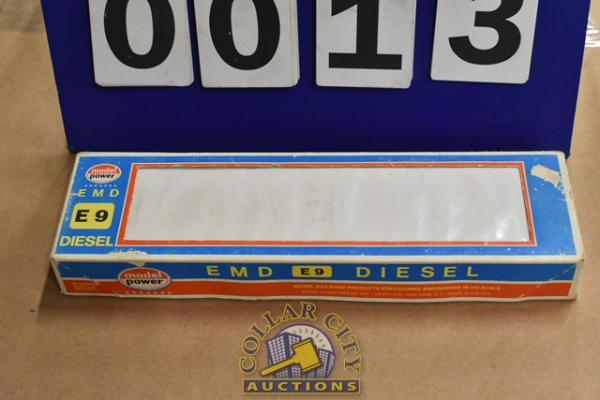 0013
model
power
EMD
E9
DIESEL
model
power
EMD E9 DIESEL
MODEL RAILROAD PRODUCTS PRECISIONED ENGINEERED IN HO SCALE
COLLAR CITY
AUCTIONS